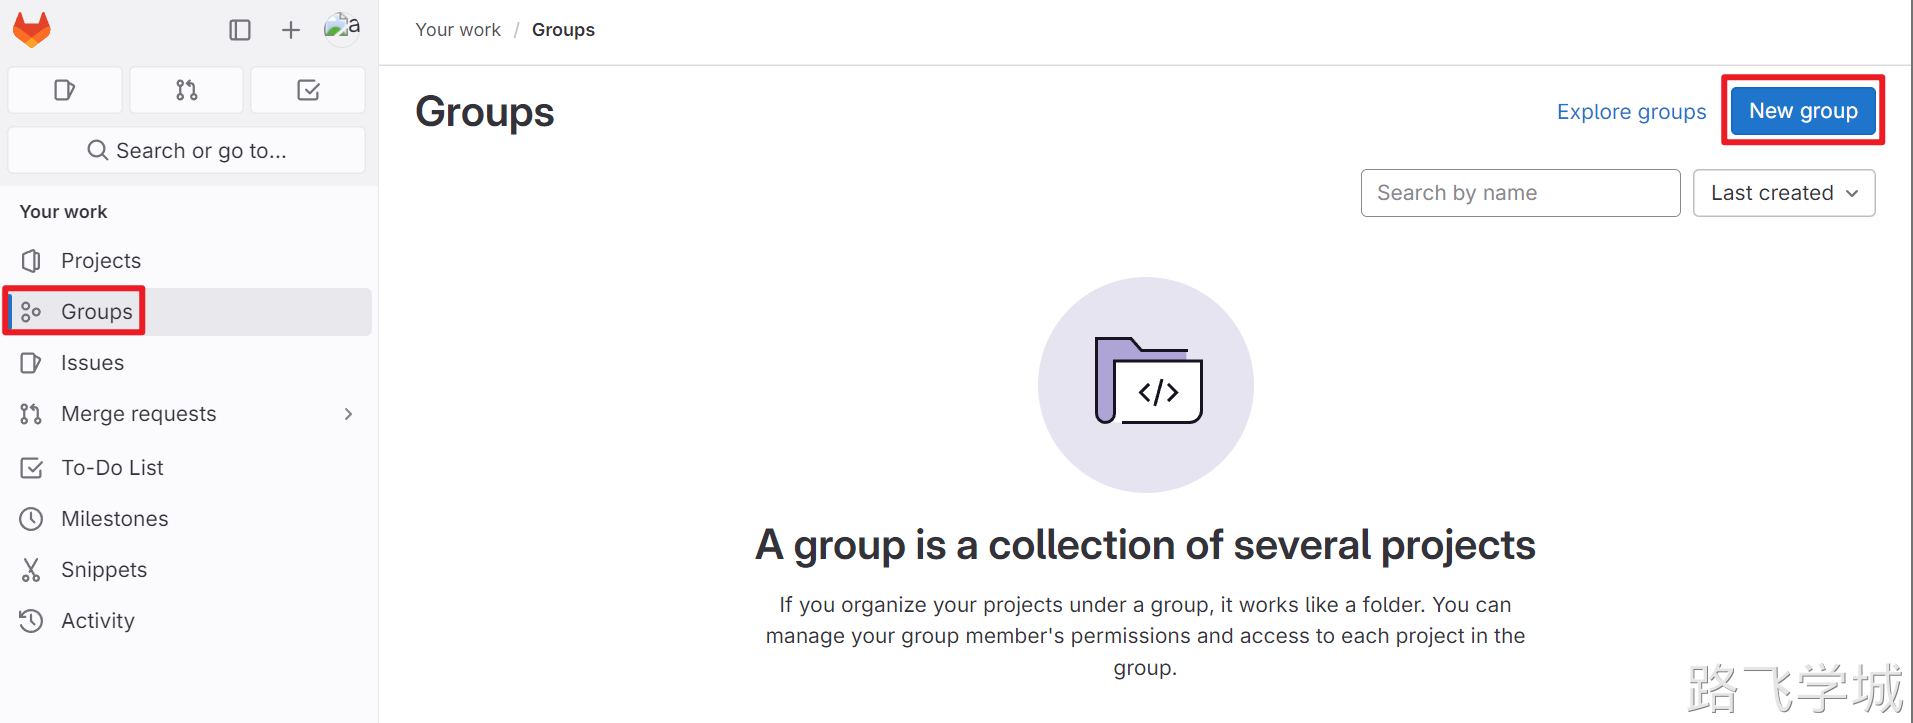 a
Search or go to...
Your work
Projects
Groups
Issues
Merge requests
To-Do List
Milestones
Snippets
Activity
Your work / Groups
Groups
Explore groups
New group
Search by name
Last created
</>
A group is a collection of several projects
If you organize your projects under a group, it works like a folder. You can
manage your group member's permissions and access to each project in the
group.
路飞学城